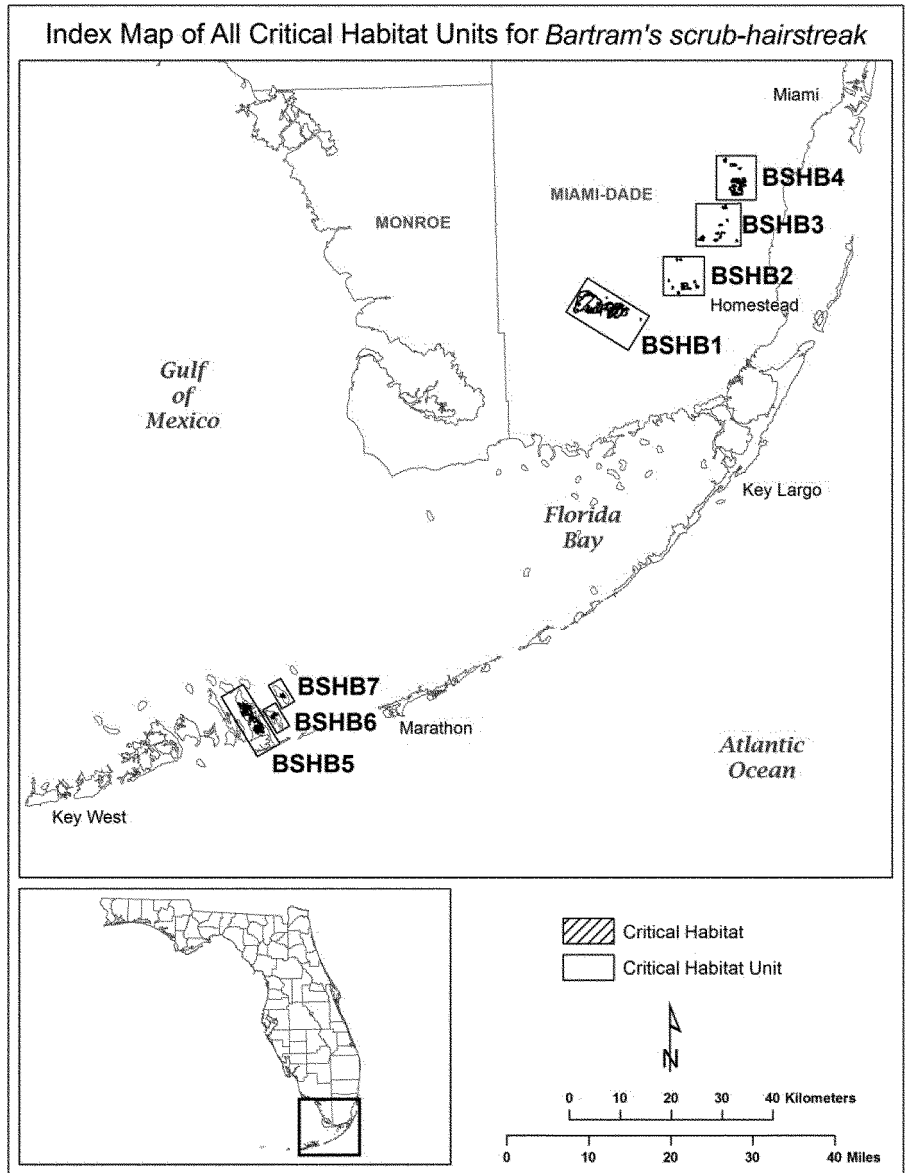 Index Map of All Critical Habitat Units for Bartram's scrub-hairstreak
Miami
BSHB4
MIAMI-DADE
MONROE
BSHB3
BSHB2
Homestead
BSHB1
Gulf
of
Mexico
Key Largo
Florida
Bay
BSHB7
BSHB6
Marathon
BSHB5
Atlantic
Ocean
Key West
Critical Habitat
Critical Habitat Unit
N
0 10 20 30 40 Kilometers
0 10 20 30 40 Miles